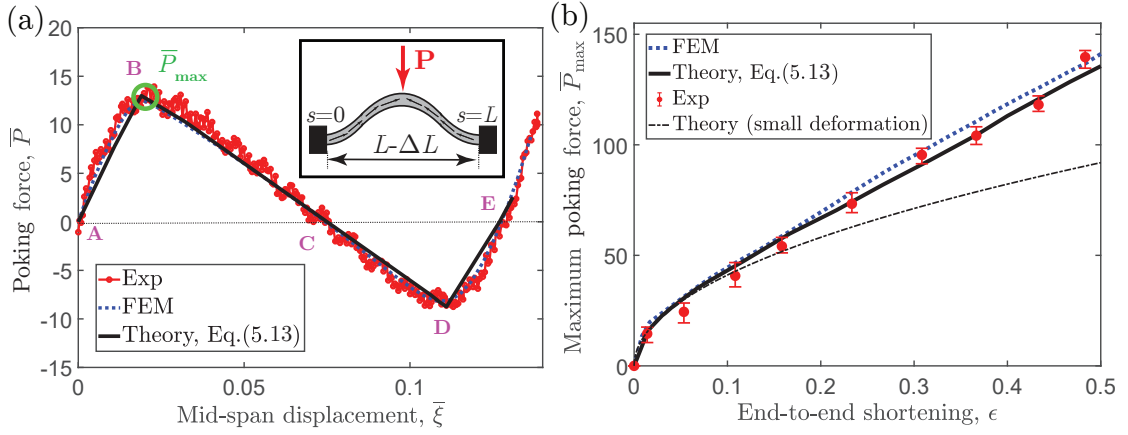 (a)
20
15
10
5
0
-5
-10
-15
Poking force, P̅
B
P̅max
A
C
D
E
P
s=0
s=L
L-ΔL
Exp
FEM
Theory, Eq.(5.13)
0
0.05
0.1
Mid-span displacement, ξ̅
(b)
150
100
50
0
Maximum poking force, P̅max
FEM
Theory, Eq.(5.13)
Exp
Theory (small deformation)
0
0.1
0.2
0.3
0.4
0.5
End-to-end shortening, ϵ